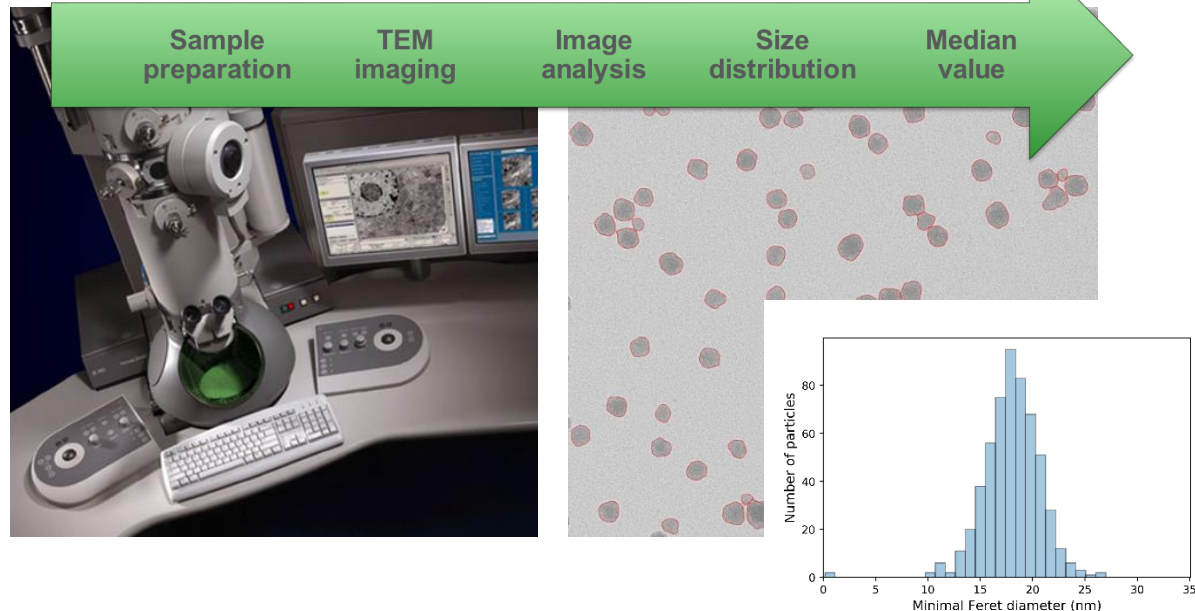 Sample
preparation
TEM
imaging
Image
analysis
Size
distribution
Median
value
Number of particles
80
60
40
20
0
0
5
10
15
20
25
30
35
Minimal Feret diameter (nm)